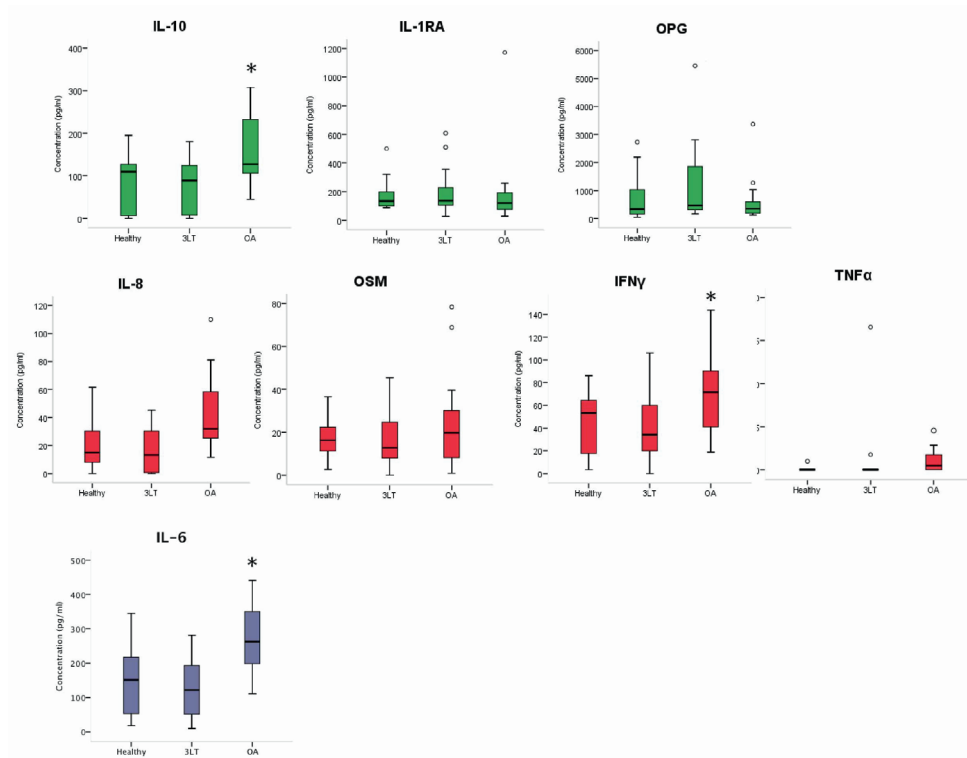 IL-10
IL-1RA
OPG
Concentration (pg/ml)
400
300
200
100
0
*
Healthy
3LT
OA
Concentration (pg/ml)
1200
1000
800
600
400
200
0
Healthy
3LT
OA
Concentration (pg/ml)
6000
5000
4000
3000
2000
1000
0
Healthy
3LT
OA
IL-8
OSM
IFNγ
TNFα
Concentration (pg/ml)
120
100
80
60
40
20
0
Healthy
3LT
OA
Concentration (pg/ml)
80
60
40
20
0
Healthy
3LT
OA
Concentration (pg/ml)
140
120
100
80
60
40
20
0
*
Healthy
3LT
OA
Healthy
3LT
OA
IL-6
Concentration (pg/ml)
500
400
300
200
100
0
*
Healthy
3LT
OA